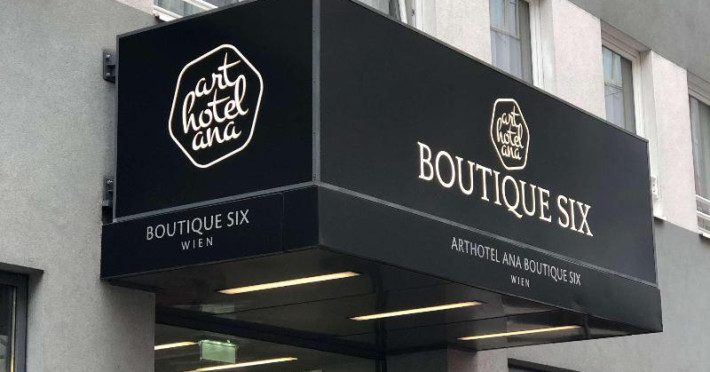 art
hotel
ana
BOUTIQUE SIX
WIEN
art
hotel
ana
BOUTIQUE SIX
ARTHOTEL ANA BOUTIQUE SIX
WIEN